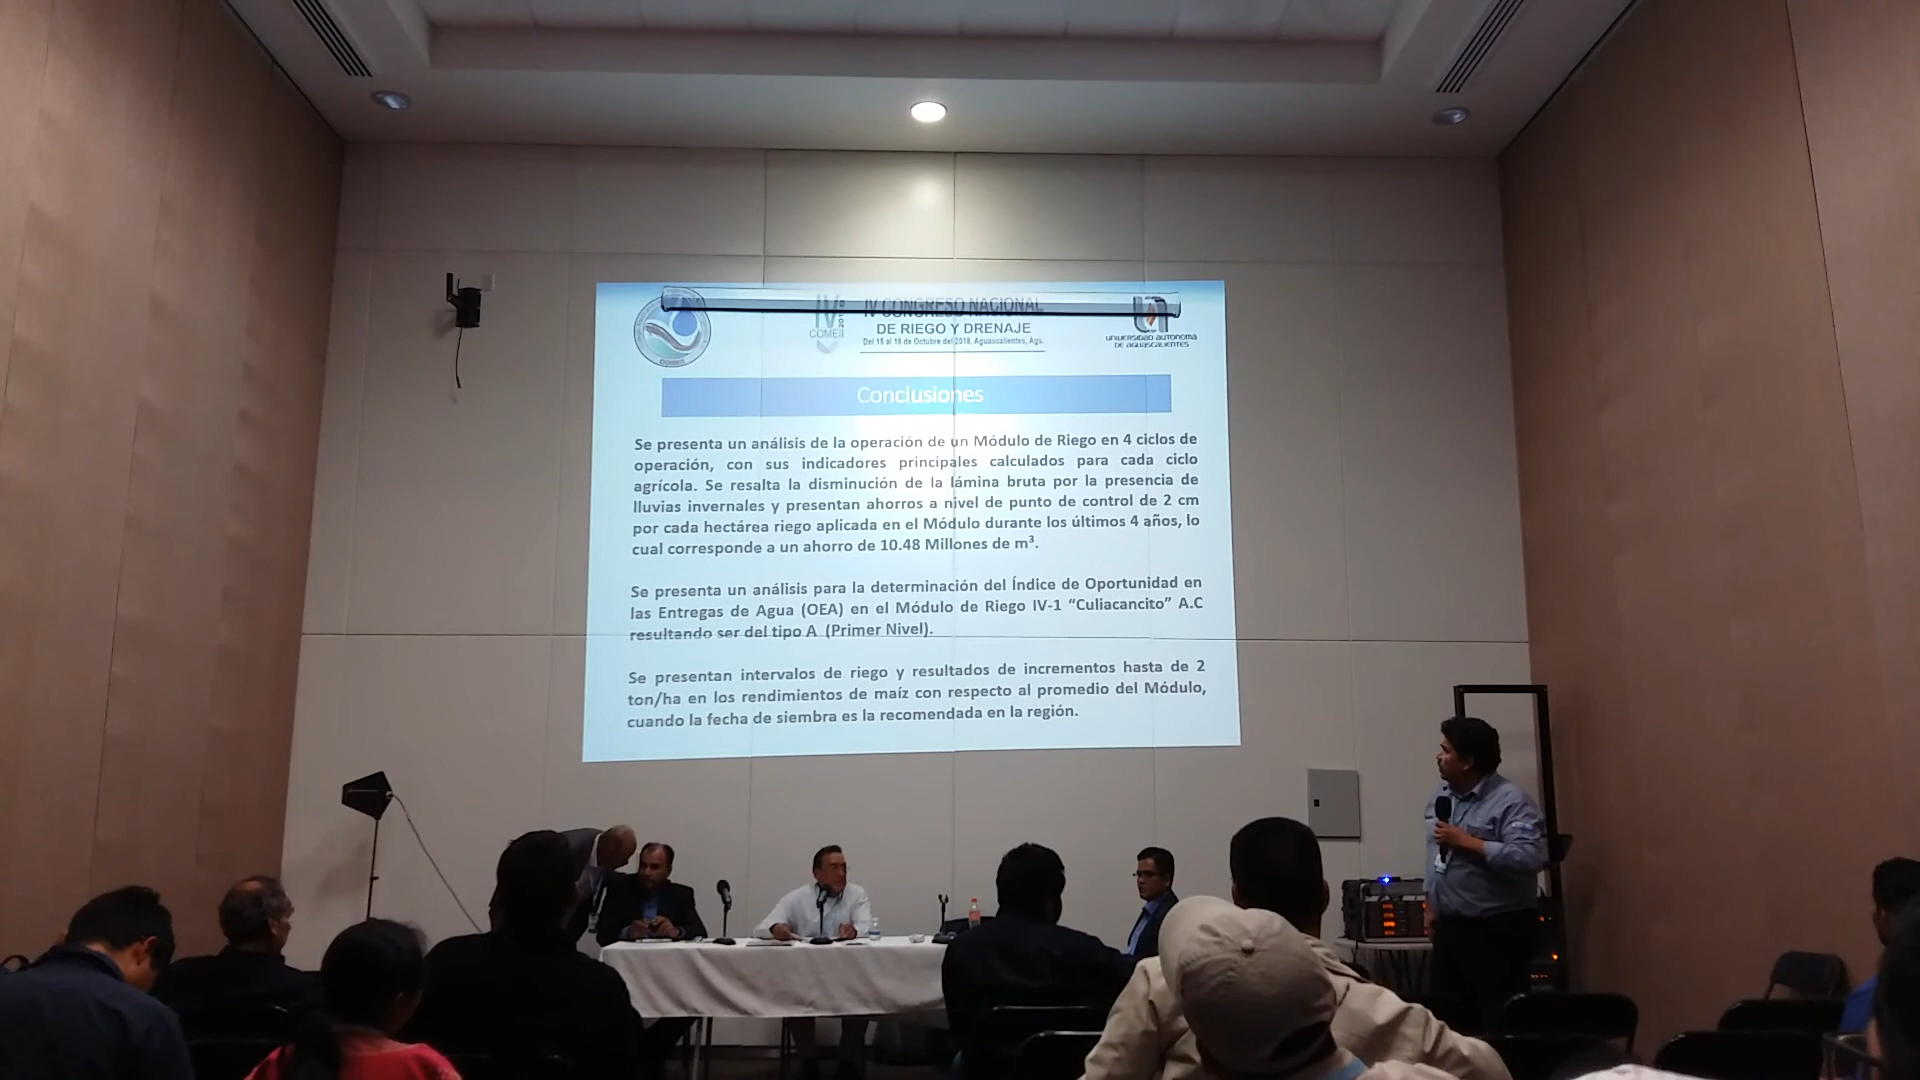 IV CONGRESO NACIONAL
DE RIEGO Y DRENAJE
Del 15 al 18 de Octubre del 2018, Aguascalientes, Ags.
IV
COMEII
2018
UNIVERSIDAD AUTONOMA
DE AGUASCALIENTES
Conclusiones
Se presenta un análisis de la operación de un Módulo de Riego en 4 ciclos de
operación, con sus indicadores principales calculados para cada ciclo
agrícola. Se resalta la disminución de la lámina bruta por la presencia de
lluvias invernales y presentan ahorros a nivel de punto de control de 2 cm
por cada hectárea riego aplicada en el Módulo durante los últimos 4 años, lo
cual corresponde a un ahorro de 10.48 Millones de m³.
Se presenta un análisis para la determinación del Índice de Oportunidad en
las Entregas de Agua (OEA) en el Módulo de Riego IV-1 “Culiacancito” A.C
resultando ser del tipo A (Primer Nivel).
Se presentan intervalos de riego y resultados de incrementos hasta de 2
ton/ha en los rendimientos de maíz con respecto al promedio del Módulo,
cuando la fecha de siembra es la recomendada en la región.